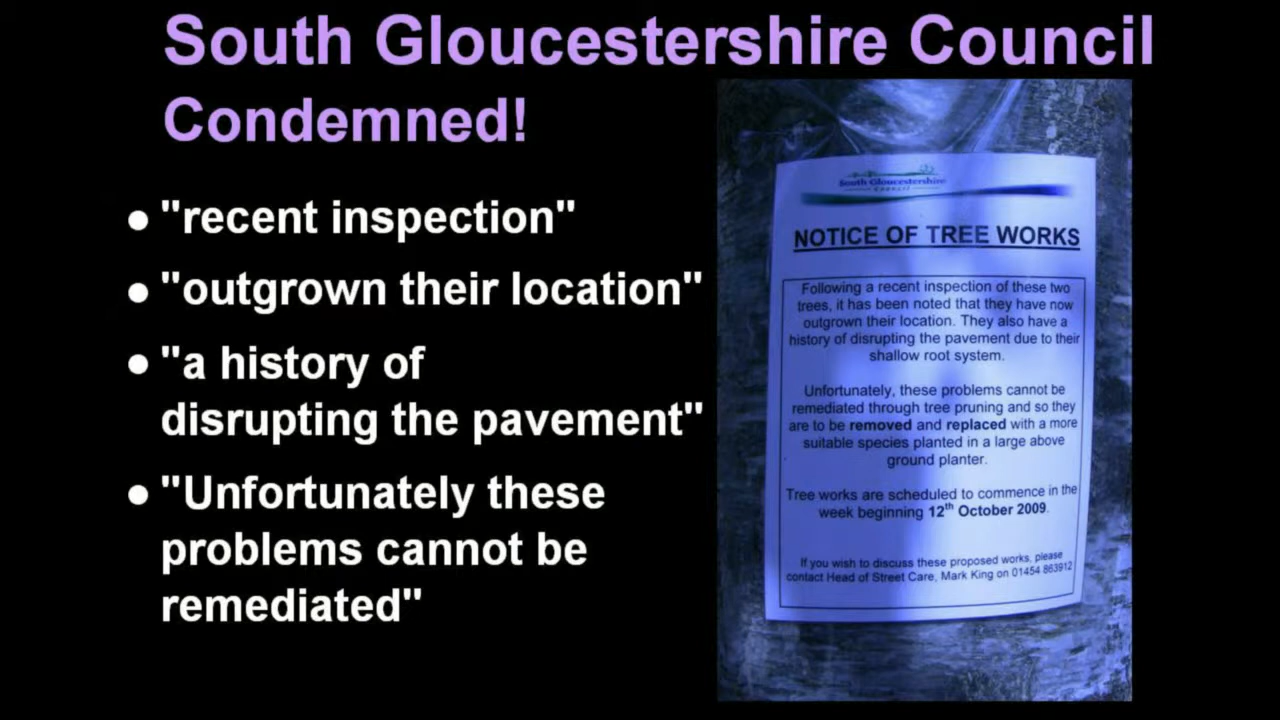 South Gloucestershire Council
Condemned!
● "recent inspection"
● "outgrown their location"
● "a history of
disrupting the pavement"
● "Unfortunately these
problems cannot be
remediated"
South Gloucestershire
COUNCIL
NOTICE OF TREE WORKS
Following a recent inspection of these two
trees, it has been noted that they have now
outgrown their location. They also have a
history of disrupting the pavement due to their
shallow root system.
Unfortunately, these problems cannot be
remediated through tree pruning and so they
are to be removed and replaced with a more
suitable species planted in a large above
ground planter.
Tree works are scheduled to commence in the
week beginning 12th October 2009.
If you wish to discuss these proposed works, please
contact Head of Street Care, Mark King on 01454 863912